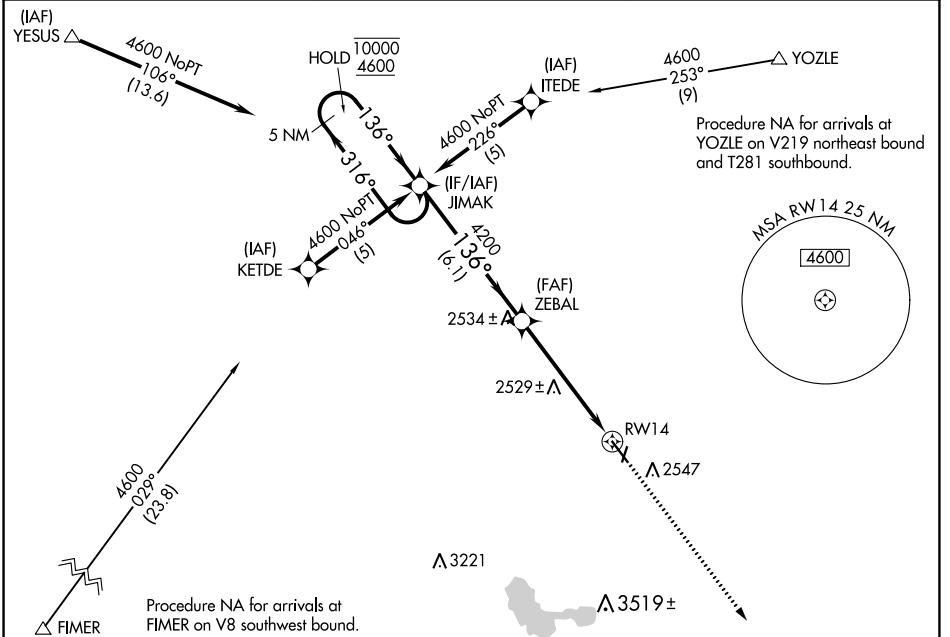 (IAF)
YESUS
4600 NoPT
106°
(13.6)
HOLD
10000
4600
5 NM
136°
316°
(IAF)
ITEDE
4600 NoPT
226°
(5)
4600
253°
(9)
YOZLE
Procedure NA for arrivals at
YOZLE on V219 northeast bound
and T281 southbound.
(IF/IAF)
JIMAK
4600 NoPT
046°
(5)
(IAF)
KETDE
4200
136°
(6.1)
(FAF)
ZEBAL
2534 ±
2529 ±
RW14
2547
MSA RW14 25 NM
4600
4600
029°
(23.8)
3221
3519 ±
FIMER
Procedure NA for arrivals at
FIMER on V8 southwest bound.